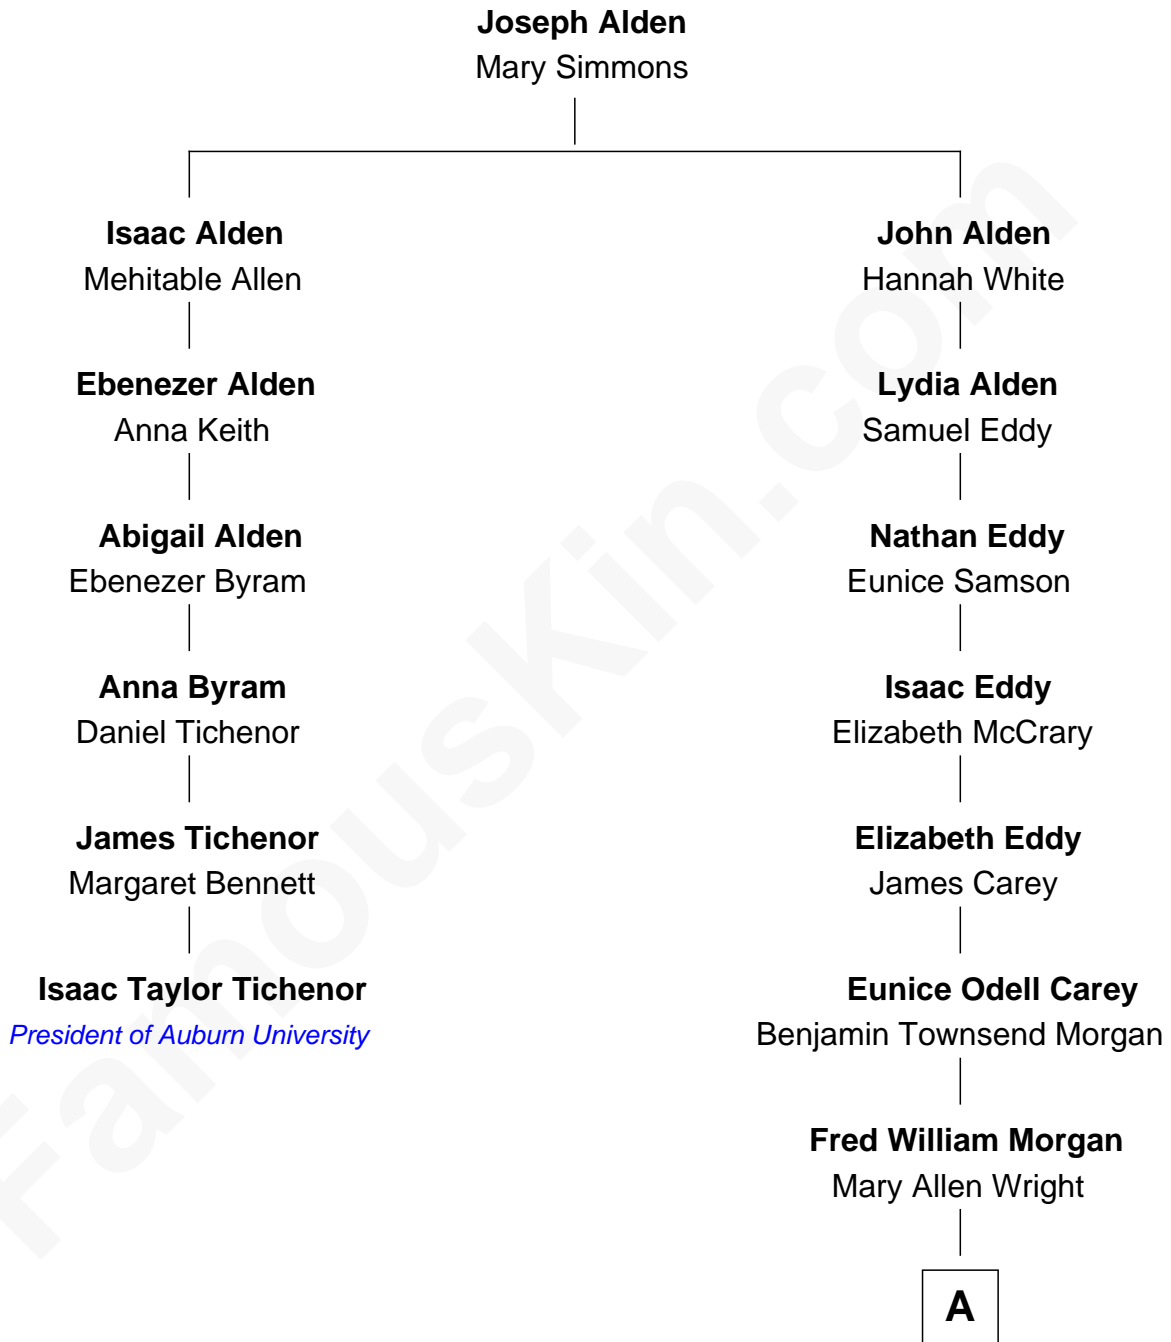 Joseph Alden
Mary Simmons
Isaac Alden
Mehitable Allen
John Alden
Hannah White
Ebenezer Alden
Anna Keith
Lydia Alden
Samuel Eddy
Abigail Alden
Ebenezer Byram
Nathan Eddy
Eunice Samson
Anna Byram
Daniel Tichenor
Isaac Eddy
Elizabeth McCrary
James Tichenor
Margaret Bennett
Elizabeth Eddy
James Carey
Isaac Taylor Tichenor
President of Auburn University
Eunice Odell Carey
Benjamin Townsend Morgan
Fred William Morgan
Mary Allen Wright
A
FamousKin.com